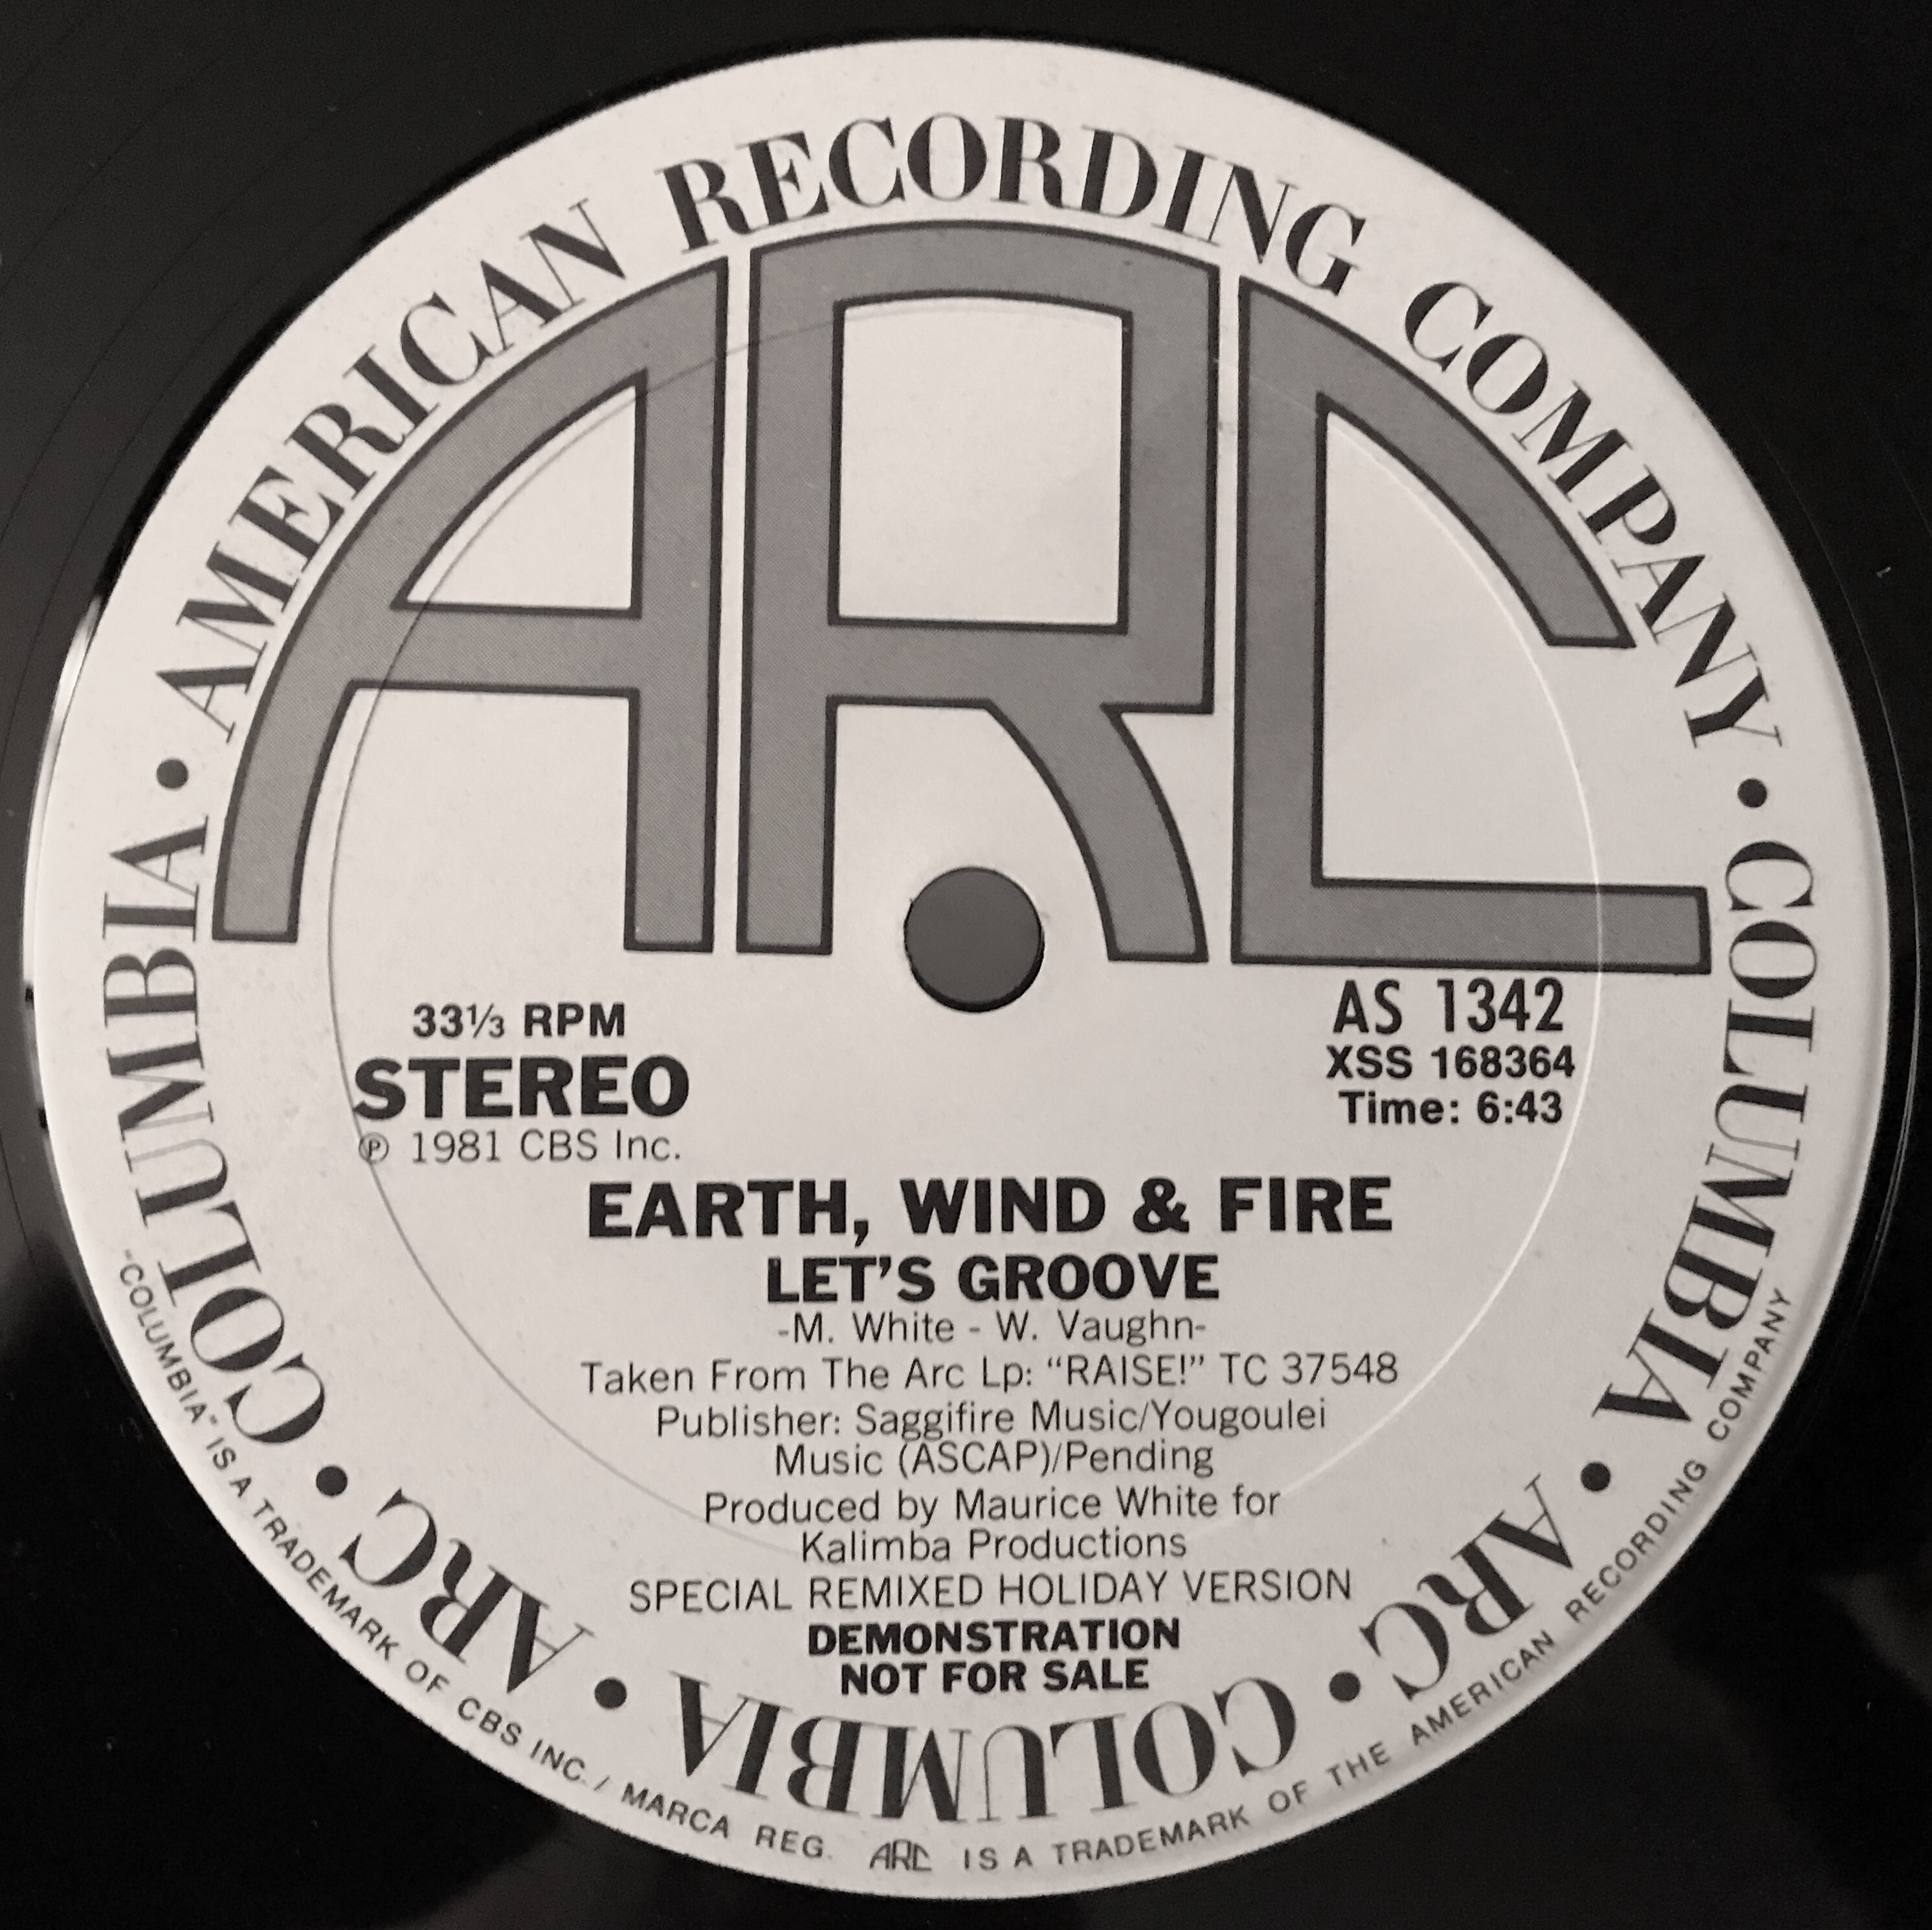 • AMERICAN RECORDING COMPANY • COLUMBIA • ARC • COLUMBIA • ARC • COLUMBIA
ARC
33⅓ RPM
STEREO
℗ 1981 CBS Inc.
AS 1342
XSS 168364
Time: 6:43
EARTH, WIND & FIRE
LET'S GROOVE
-M. White - W. Vaughn-
Taken From The Arc Lp: “RAISE!” TC 37548
Publisher: Saggifire Music/Yougoulei
Music (ASCAP)/Pending
Produced by Maurice White for
Kalimba Productions
SPECIAL REMIXED HOLIDAY VERSION
DEMONSTRATION
NOT FOR SALE
"COLUMBIA" IS A TRADEMARK OF CBS INC. / MARCA REG. ARC IS A TRADEMARK OF THE AMERICAN RECORDING COMPANY